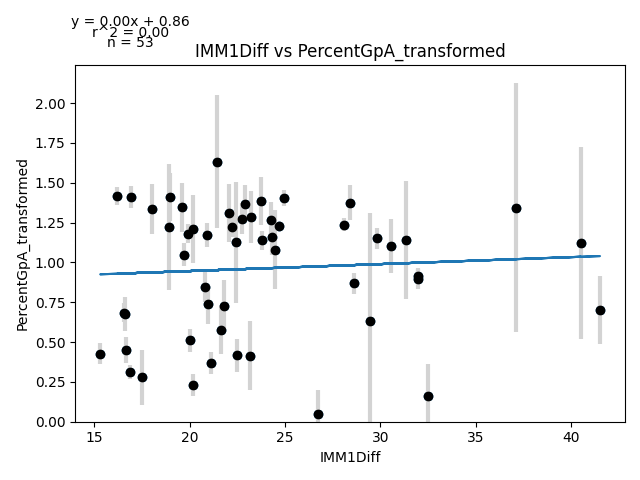 y = 0.00x + 0.86
r^2 = 0.00
n = 53
IMM1Diff vs PercentGpA_transformed
PercentGpA_transformed
2.00
1.75
1.50
1.25
1.00
0.75
0.50
0.25
0.00
15 20 25 30 35 40
IMM1Diff